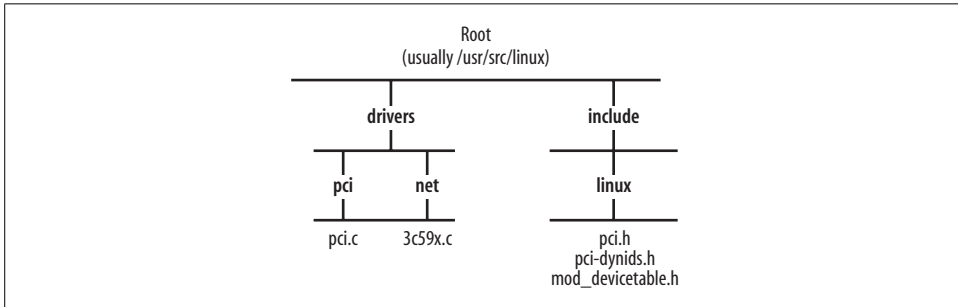 Root
(usually /usr/src/linux)
drivers
include
pci
net
linux
pci.c
3c59x.c
pci.h
pci-dynids.h
mod_devicetable.h